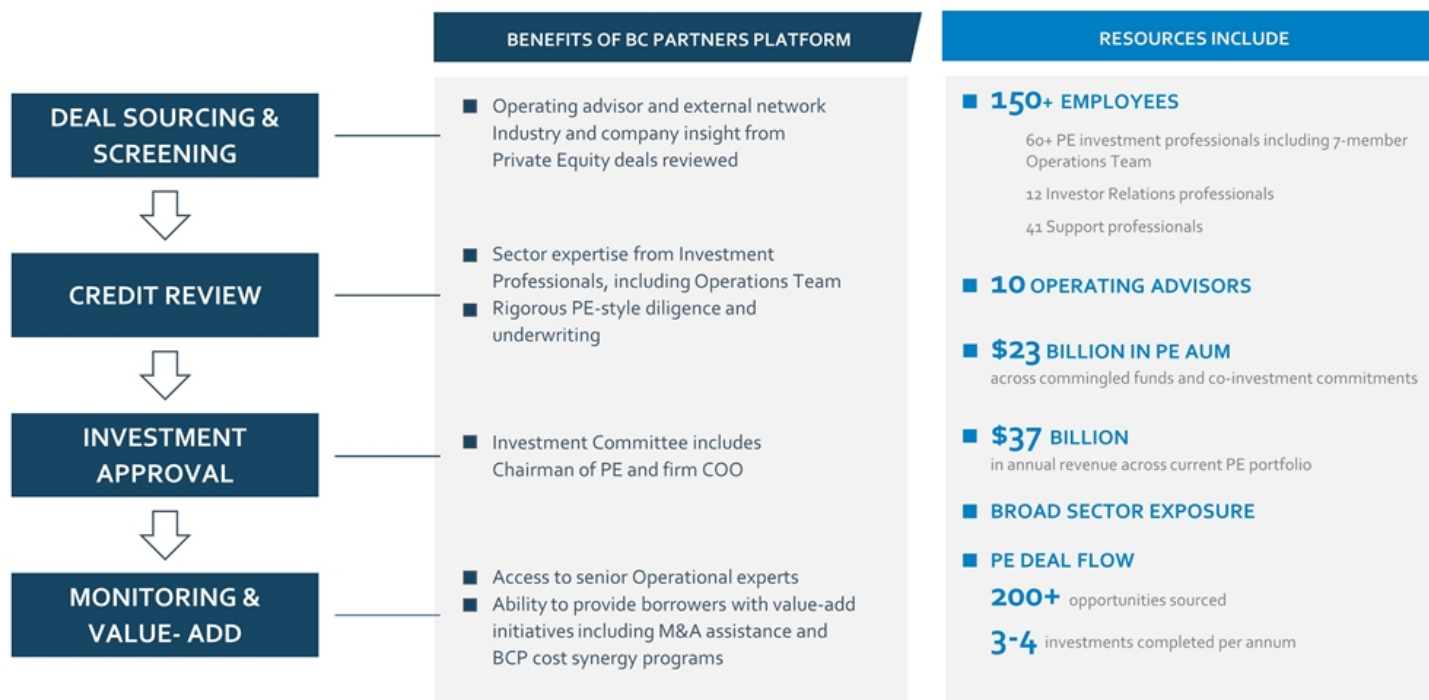 BENEFITS OF BC PARTNERS PLATFORM
RESOURCES INCLUDE
DEAL SOURCING &
SCREENING
Operating advisor and external network
Industry and company insight from
Private Equity deals reviewed
CREDIT REVIEW
Sector expertise from Investment
Professionals, including Operations Team
Rigorous PE-style diligence and
underwriting
INVESTMENT
APPROVAL
Investment Committee includes
Chairman of PE and firm COO
MONITORING &
VALUE- ADD
Access to senior Operational experts
Ability to provide borrowers with value-add
initiatives including M&A assistance and
BCP cost synergy programs
150+ EMPLOYEES
60+ PE investment professionals including 7-member
Operations Team
12 Investor Relations professionals
41 Support professionals
10 OPERATING ADVISORS
$23 BILLION IN PE AUM
across commingled funds and co-investment commitments
$37 BILLION
in annual revenue across current PE portfolio
BROAD SECTOR EXPOSURE
PE DEAL FLOW
200+ opportunities sourced
3-4 investments completed per annum